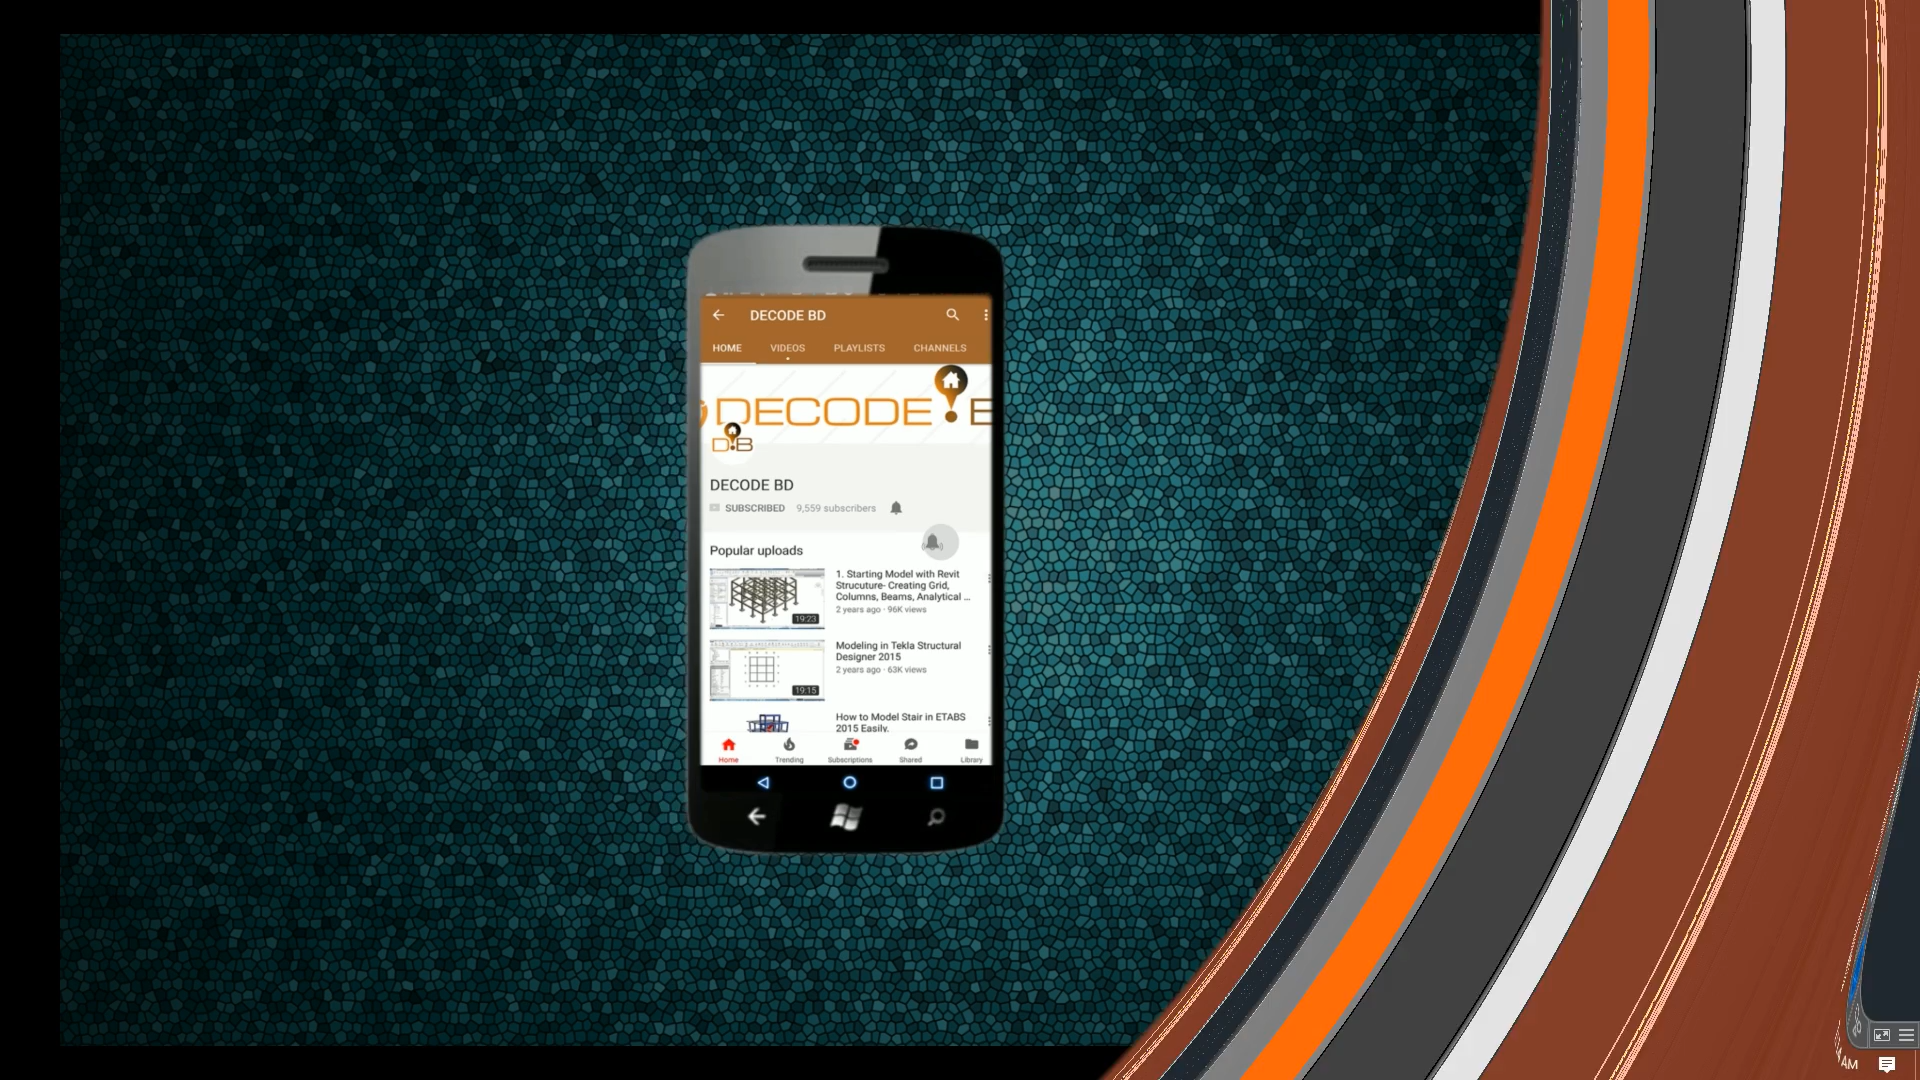 DECODE BD
HOME VIDEOS PLAYLISTS CHANNELS
DECODE
D B
DECODE BD
SUBSCRIBED 9,559 subscribers
Popular uploads
1. Starting Model with Revit
Strucuture- Creating Grid,
Columns, Beams, Analytical ...
2 years ago · 96K views
19:23
Modeling in Tekla Structural
Designer 2015
2 years ago · 63K views
19:15
How to Model Stair in ETABS
2015 Easily.
Home Trending Subscriptions Shared Library
AM